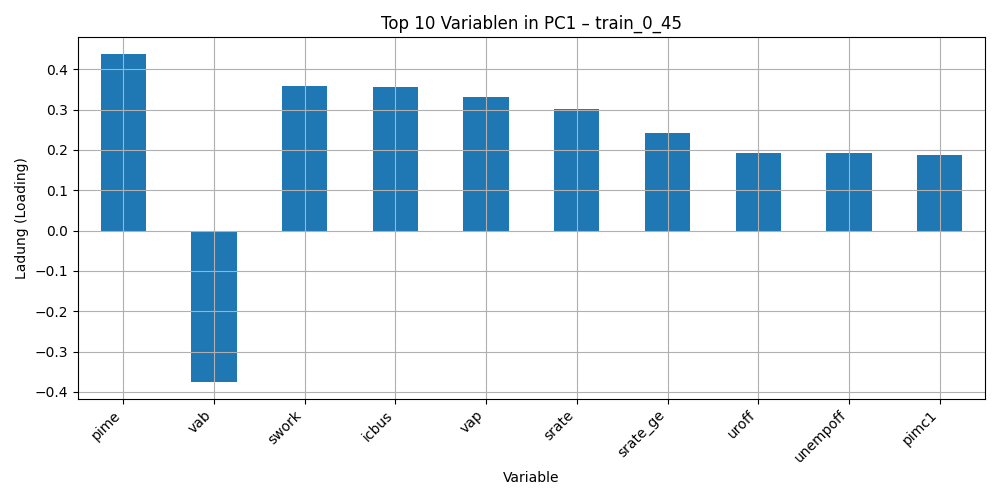 Top 10 Variablen in PC1 – train_0_45
Ladung (Loading)
0.4
0.3
0.2
0.1
0.0
−0.1
−0.2
−0.3
−0.4
pime
vab
swork
icbus
vap
srate
srate_ge
uroff
unempoff
pimc1
Variable